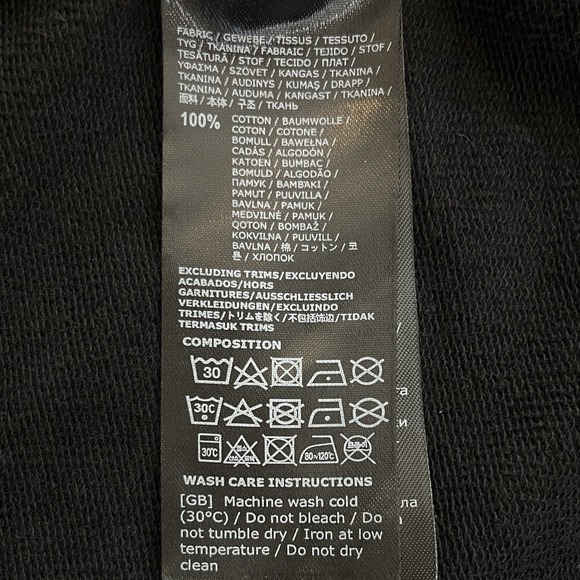 FABRIC / GEWEBE / TISSUS / TESSUTO /
TYG / TKANINA / FABRAIC / TEJIDO / STOF /
TESĂTURĂ / STOF / TECIDO / ПЛАТ /
ΥΦΑΣΜΑ / SZÖVET / KANGAS / TKANINA /
TKANINA / AUDINYS / KUMAŞ / DRAPP /
TKANINA / AUDUMA / KANGAST / TKANINA /
面料 / 本体 / 구조 / ТКАНЬ
100% COTTON / BAUMWOLLE /
COTON / COTONE /
BOMULL / BAWEŁNA /
CADÁS / ALGODÓN /
KATOEN / BUMBAC /
BOMULD / ALGODÃO /
ПАМУК / ΒΑΜΒΑΚΙ /
PAMUT / PUUVILLA /
BAVLNA / PAMUK /
MEDVILNĖ / PAMUK /
QOTON / BOMBAŽ /
KOKVILNA / PUUVILL /
BAVLNA / 棉 / コットン / 코
튼 / ХЛОПОК
EXCLUDING TRIMS/EXCLUYENDO
ACABADOS/HORS
GARNITURES/AUSSCHLIESSLICH
VERKLEIDUNGEN/EXCLUINDO
TRIMES/トリムを除く/不包括饰边/TIDAK
TERMASUK TRIMS
COMPOSITION
30
30C
30°C 80~120°C
WASH CARE INSTRUCTIONS
[GB] Machine wash cold
(30°C) / Do not bleach / Do
not tumble dry / Iron at low
temperature / Do not dry
clean